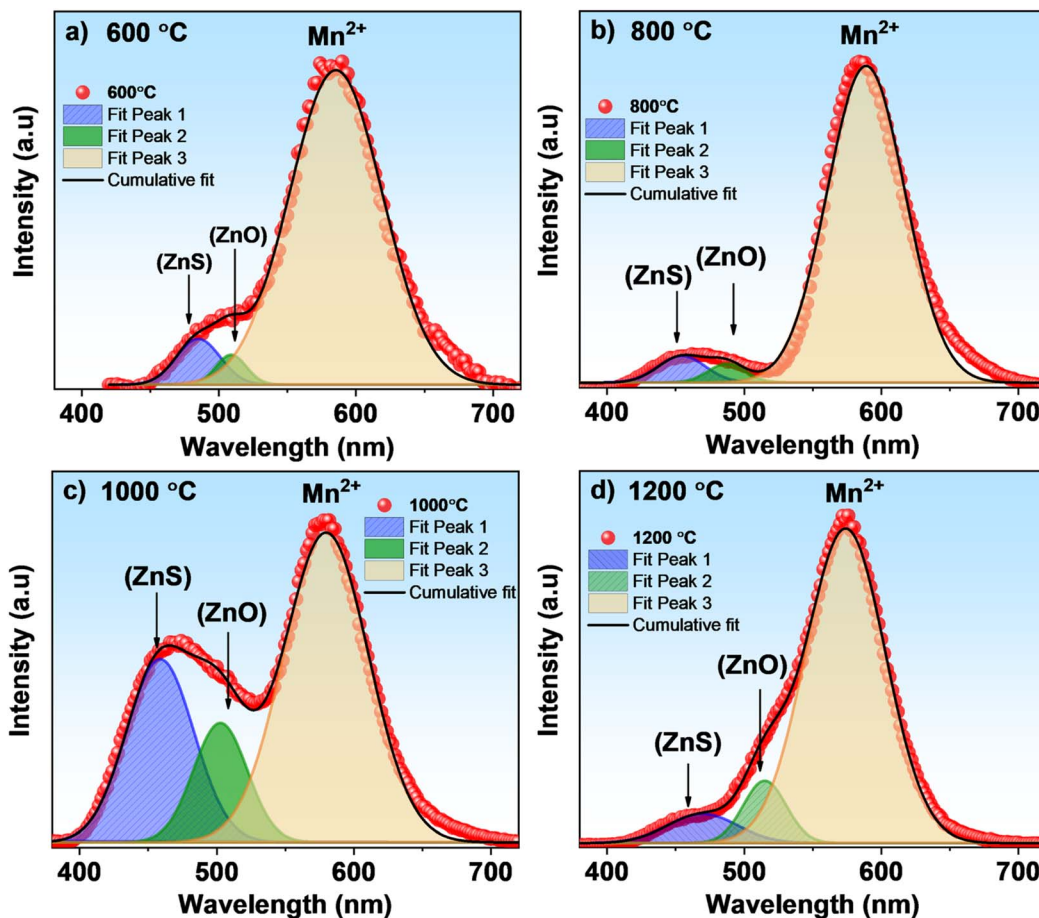 a) 600 °C
Mn²⁺
600°C
Fit Peak 1
Fit Peak 2
Fit Peak 3
Cumulative fit
(ZnO)
(ZnS)
Intensity (a.u)
400 500 600 700
Wavelength (nm)
b) 800 °C
Mn²⁺
800°C
Fit Peak 1
Fit Peak 2
Fit Peak 3
Cumulative fit
(ZnS)
(ZnO)
Intensity (a.u)
400 500 600 700
Wavelength (nm)
c) 1000 °C
Mn²⁺
1000°C
Fit Peak 1
Fit Peak 2
Fit Peak 3
Cumulative fit
(ZnS)
(ZnO)
Intensity (a.u)
400 500 600 700
Wavelength (nm)
d) 1200 °C
Mn²⁺
1200 °C
Fit Peak 1
Fit Peak 2
Fit Peak 3
Cumulative fit
(ZnO)
(ZnS)
Intensity (a.u)
400 500 600 700
Wavelength (nm)